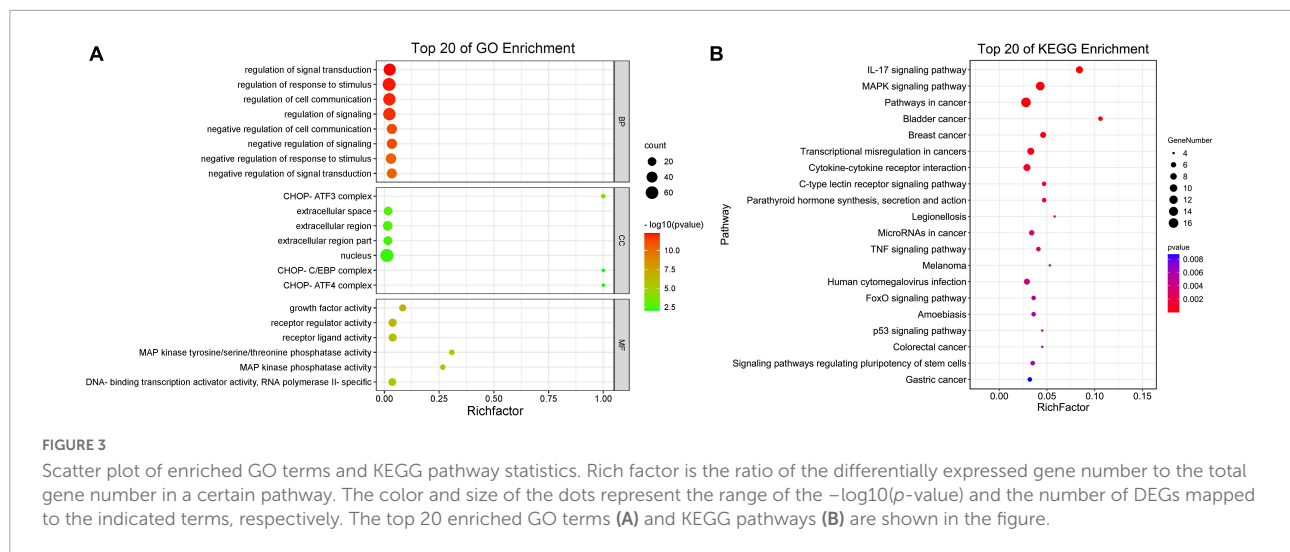 A
Top 20 of GO Enrichment
regulation of signal transduction
regulation of response to stimulus
regulation of cell communication
regulation of signaling
negative regulation of cell communication
negative regulation of signaling
negative regulation of response to stimulus
negative regulation of signal transduction
BP
CHOP- ATF3 complex
extracellular space
extracellular region
extracellular region part
nucleus
CHOP- C/EBP complex
CHOP- ATF4 complex
CC
growth factor activity
receptor regulator activity
receptor ligand activity
MAP kinase tyrosine/serine/threonine phosphatase activity
MAP kinase phosphatase activity
DNA- binding transcription activator activity, RNA polymerase II- specific
MF
0.00 0.25 0.50 0.75 1.00
Richfactor
count
20
40
60
- log10(pvalue)
10.0
7.5
5.0
2.5
B
Top 20 of KEGG Enrichment
Pathway
IL-17 signaling pathway
MAPK signaling pathway
Pathways in cancer
Bladder cancer
Breast cancer
Transcriptional misregulation in cancers
Cytokine-cytokine receptor interaction
C-type lectin receptor signaling pathway
Parathyroid hormone synthesis, secretion and action
Legionellosis
MicroRNAs in cancer
TNF signaling pathway
Melanoma
Human cytomegalovirus infection
FoxO signaling pathway
Amoebiasis
p53 signaling pathway
Colorectal cancer
Signaling pathways regulating pluripotency of stem cells
Gastric cancer
0.00 0.05 0.10 0.15
RichFactor
GeneNumber
4
6
8
10
12
14
16
pvalue
0.008
0.006
0.004
0.002
FIGURE 3
Scatter plot of enriched GO terms and KEGG pathway statistics. Rich factor is the ratio of the differentially expressed gene number to the total
gene number in a certain pathway. The color and size of the dots represent the range of the −log10(p-value) and the number of DEGs mapped
to the indicated terms, respectively. The top 20 enriched GO terms (A) and KEGG pathways (B) are shown in the figure.